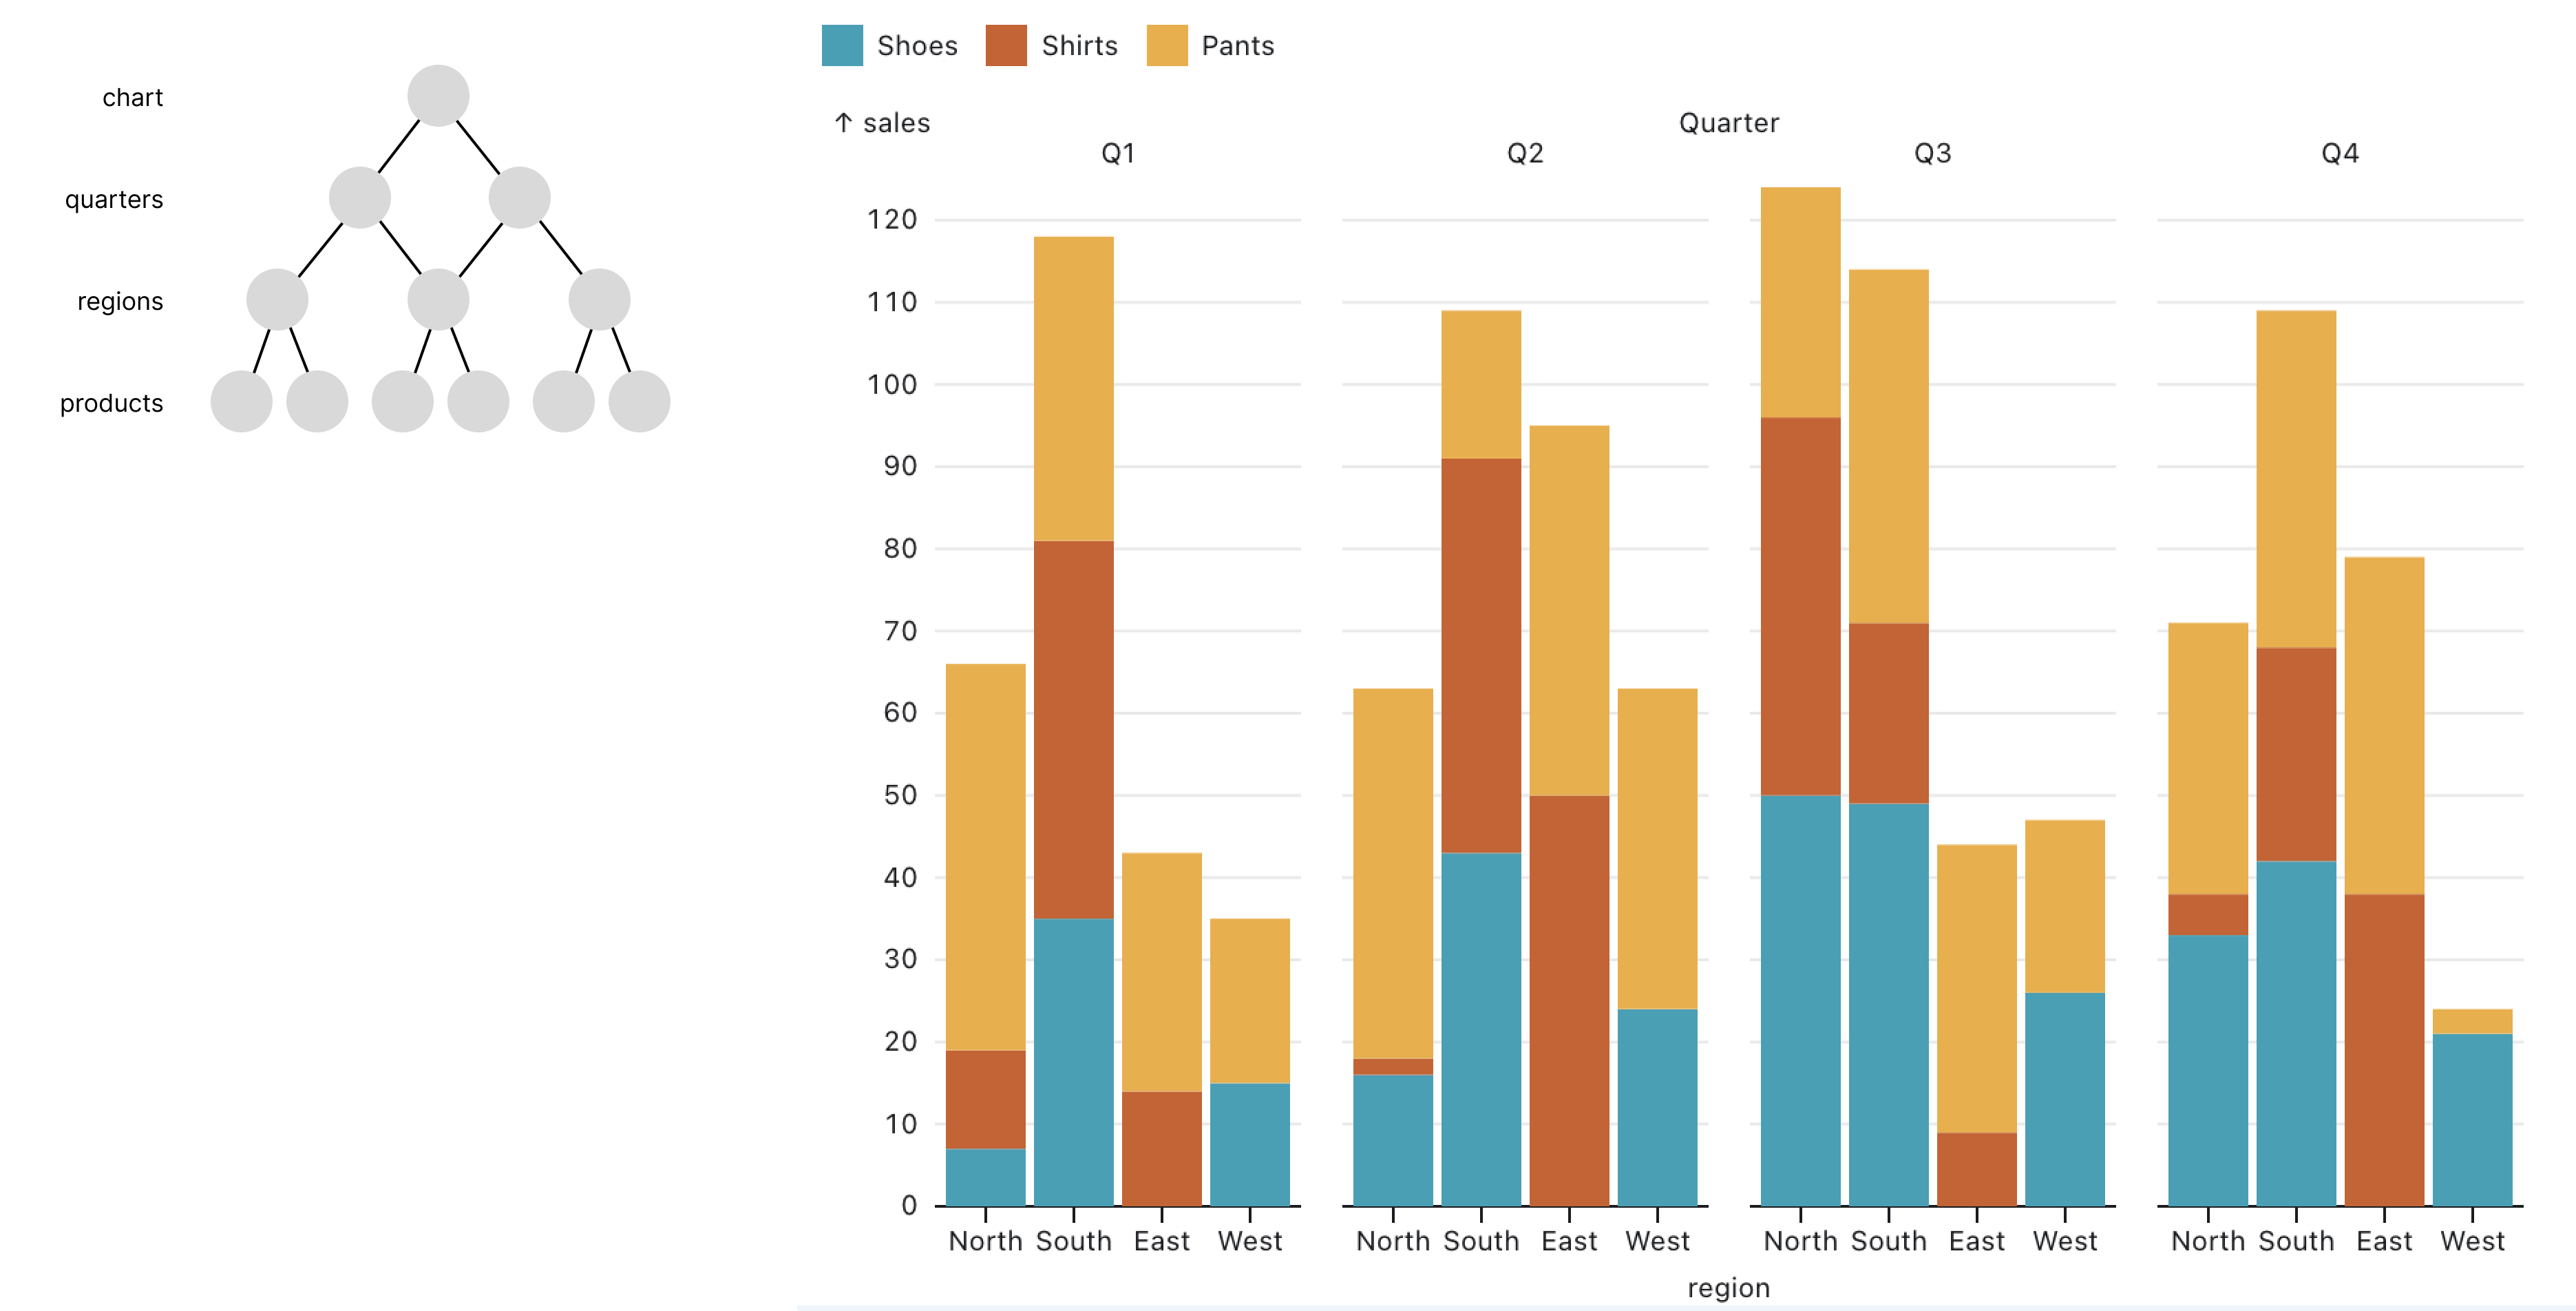 chart
quarters
regions
products
Shoes Shirts Pants
↑ sales Quarter
Q1 Q2 Q3 Q4
120
110
100
90
80
70
60
50
40
30
20
10
0
North South East West North South East West North South East West North South East West
region